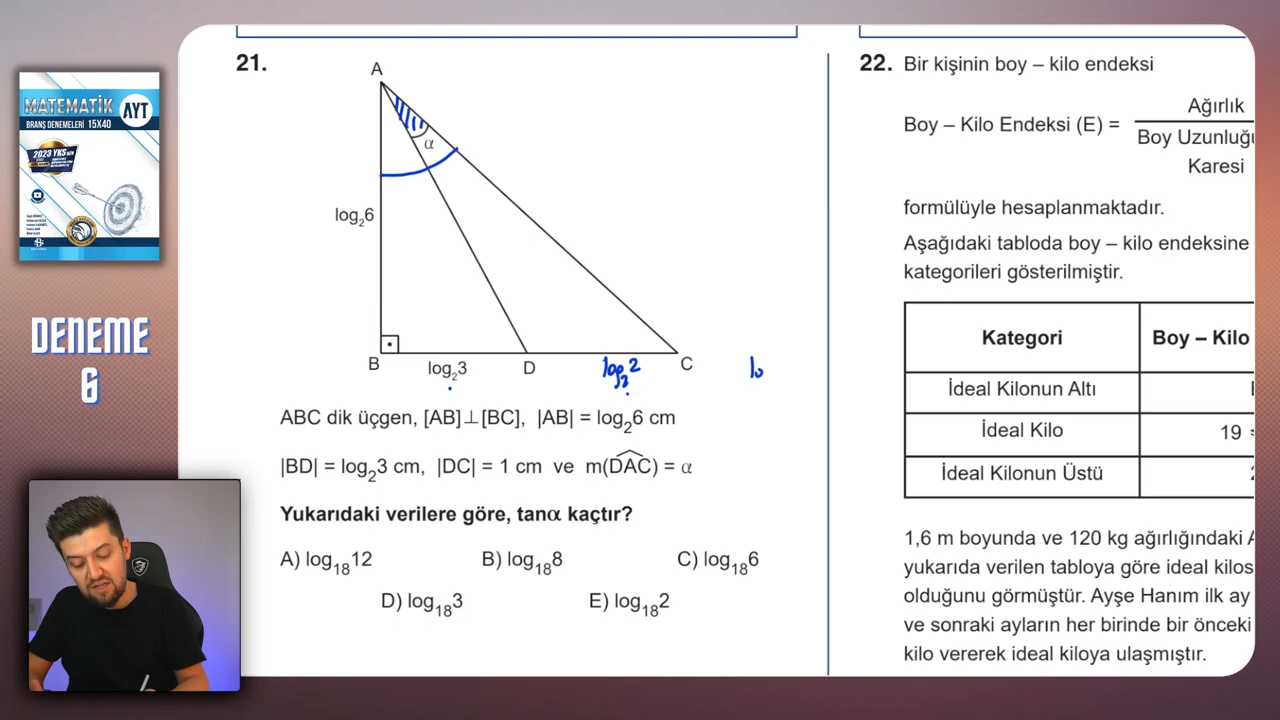 MATEMATİK
AYT
BRANŞ DENEMELERİ 15X40
2023 YKS'NİN
DENEME
6
21.
A
α
log₂6
B
log₂3
D
log₂2
C
lo
ABC dik üçgen, [AB]⊥[BC], |AB| = log₂6 cm
|BD| = log₂3 cm, |DC| = 1 cm ve m(DAC) = α
Yukarıdaki verilere göre, tanα kaçtır?
A) log₁₈12 B) log₁₈8 C) log₁₈6
D) log₁₈3 E) log₁₈2
22. Bir kişinin boy – kilo endeksi
Boy – Kilo Endeksi (E) =
Ağırlık
Boy Uzunluğu
Karesi
formülüyle hesaplanmaktadır.
Aşağıdaki tabloda boy – kilo endeksine
kategorileri gösterilmiştir.
Kategori Boy – Kilo
İdeal Kilonun Altı
İdeal Kilo 19
İdeal Kilonun Üstü
1,6 m boyunda ve 120 kg ağırlığındaki
yukarıda verilen tabloya göre ideal kilos
olduğunu görmüştür. Ayşe Hanım ilk ay
ve sonraki ayların her birinde bir önceki
kilo vererek ideal kiloya ulaşmıştır.